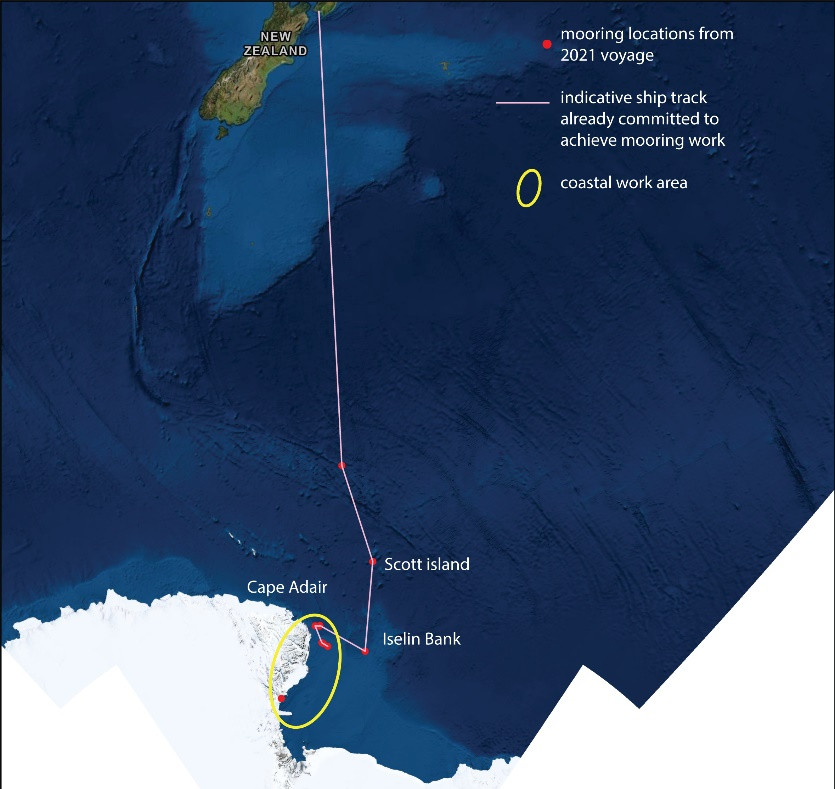 NEW
ZEALAND
mooring locations from
2021 voyage
indicative ship track
already committed to
achieve mooring work
coastal work area
Scott island
Cape Adair
Iselin Bank